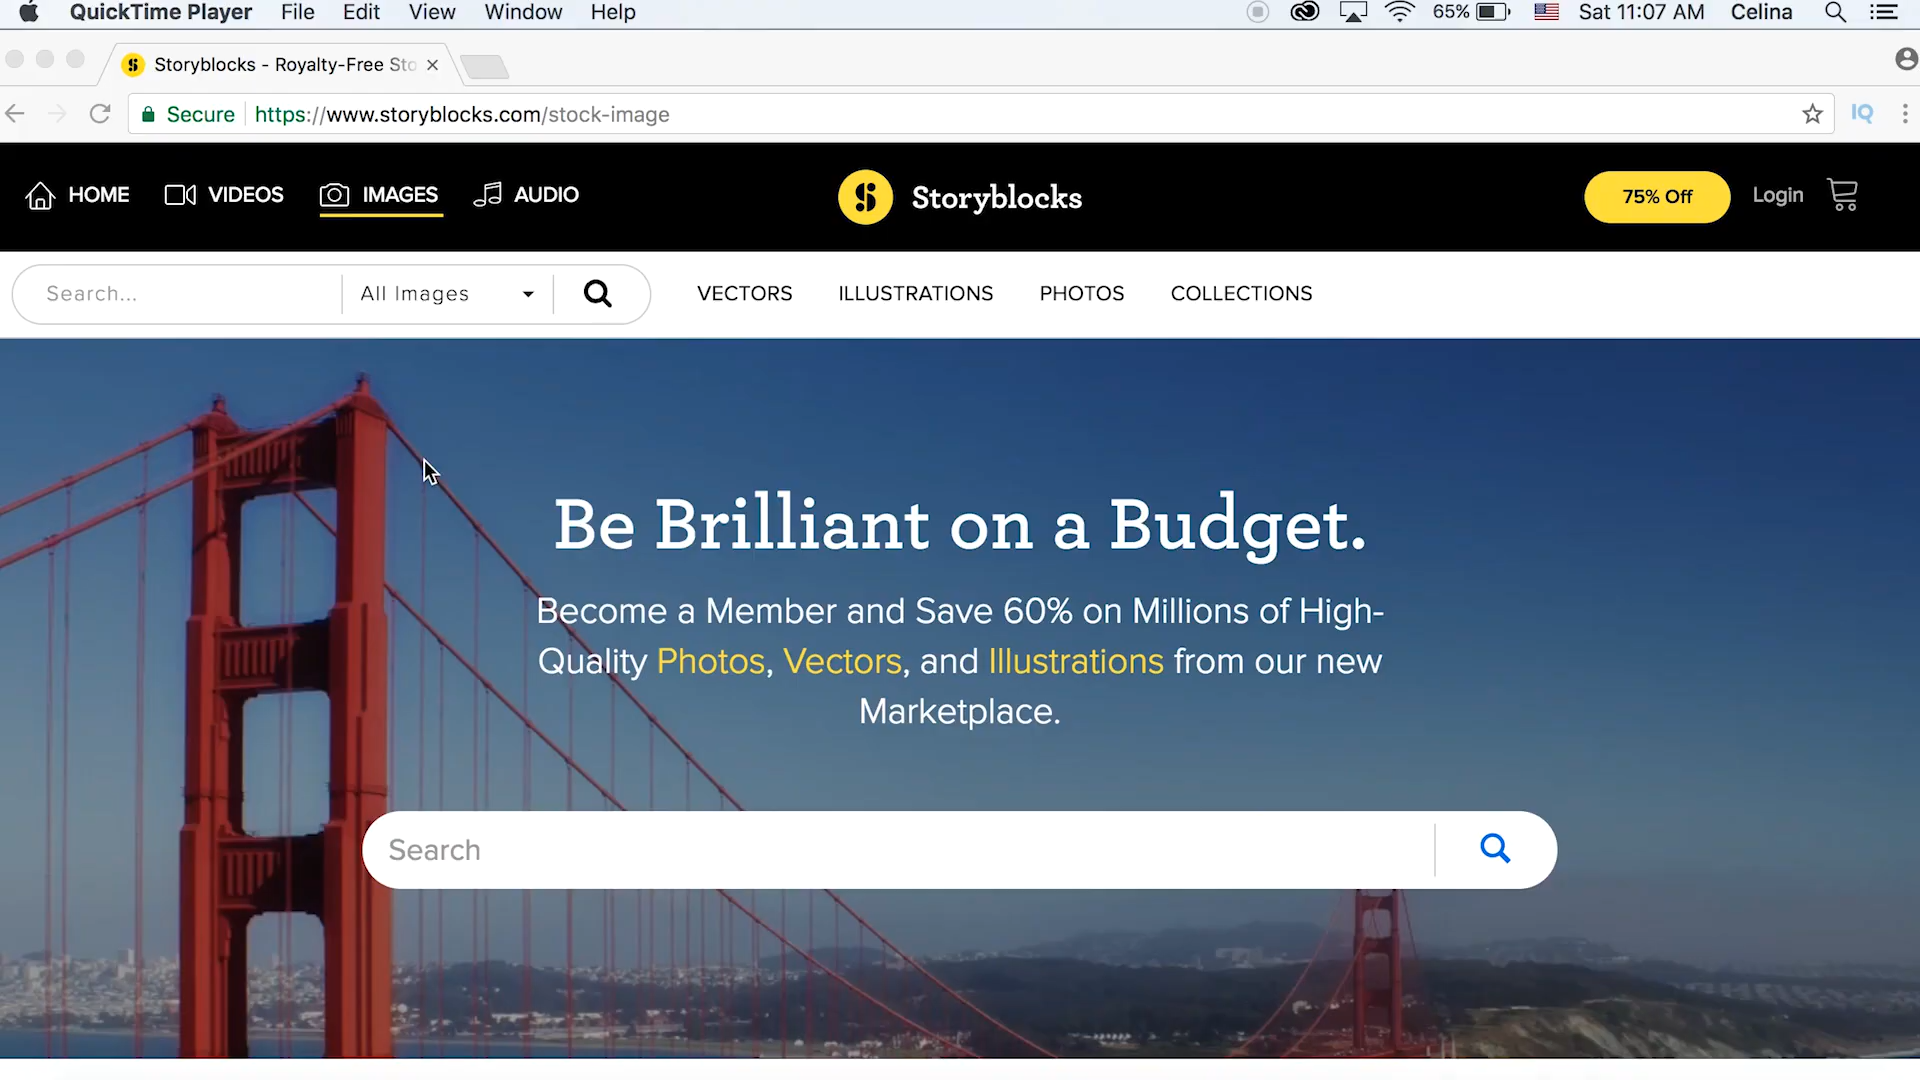 QuickTime Player File Edit View Window Help 65% Sat 11:07 AM Celina
Storyblocks - Royalty-Free Sto
Secure https://www.storyblocks.com/stock-image IQ
HOME VIDEOS IMAGES AUDIO Storyblocks 75% Off Login
Search... All Images VECTORS ILLUSTRATIONS PHOTOS COLLECTIONS
Be Brilliant on a Budget.
Become a Member and Save 60% on Millions of High-
Quality Photos, Vectors, and Illustrations from our new
Marketplace.
Search